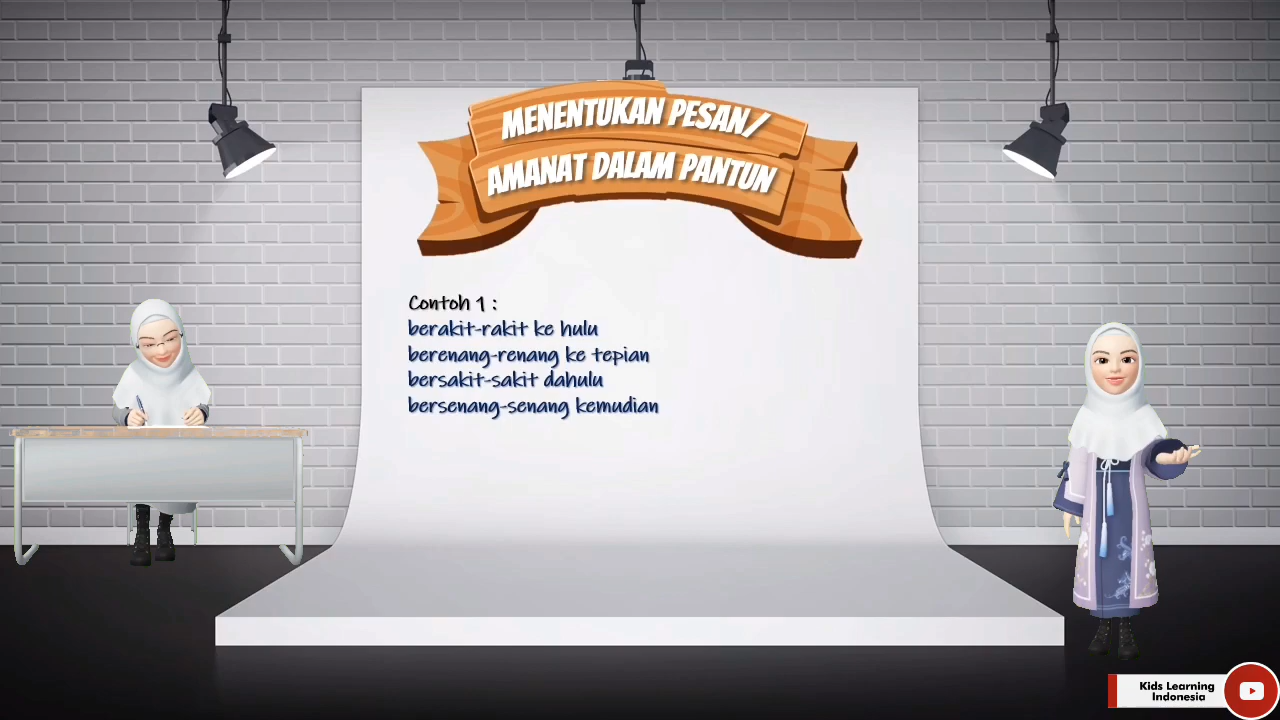 MENENTUKAN PESAN/
AMANAT DALAM PANTUN
Contoh 1 :
berakit-rakit ke hulu
berenang-renang ke tepian
bersakit-sakit dahulu
bersenang-senang kemudian
Kids Learning
Indonesia